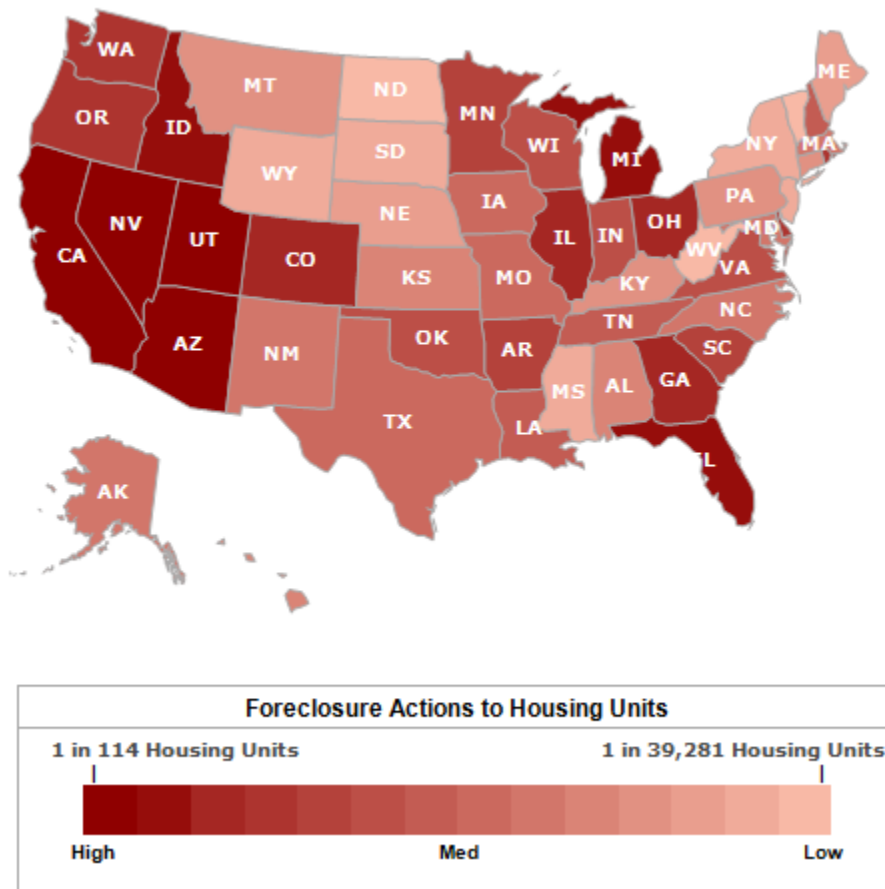 WA
MT
ND
ME
OR
ID
MN
WI
NY
MA
WY
SD
MI
PA
NV
UT
CO
NE
IA
IL
IN
OH
MD
WV
VA
CA
KS
MO
KY
NC
AZ
NM
OK
AR
TN
SC
TX
LA
MS
AL
GA
FL
AK
Foreclosure Actions to Housing Units
1 in 114 Housing Units 1 in 39,281 Housing Units
High Med Low